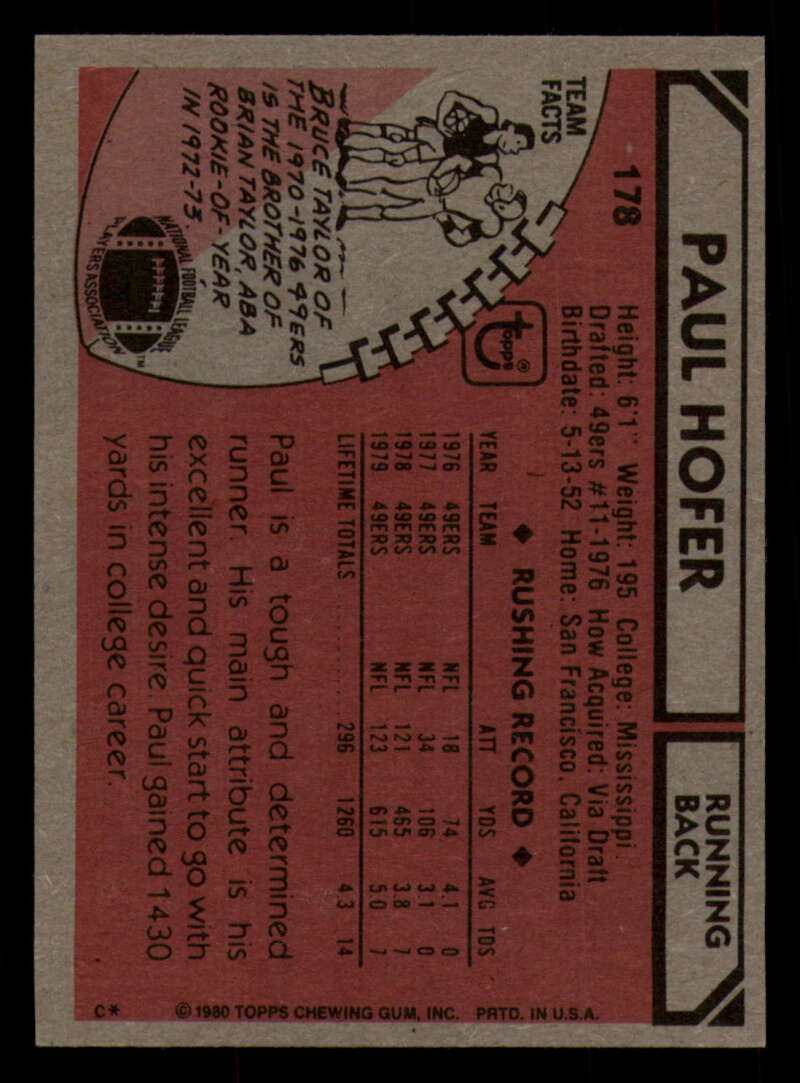 PAUL HOFER
RUNNING
BACK
178
Height: 6'1" Weight: 195 College: Mississippi
Drafted: 49ers #11-1976 How Acquired: Via Draft
Birthdate: 5-13-52 Home: San Francisco, California
TEAM
FACTS
BRUCE TAYLOR OF
THE 1970-1976 49ERS
IS THE BROTHER OF
BRIAN TAYLOR, ABA
ROOKIE-OF-YEAR
IN 1972-73.
NATIONAL FOOTBALL LEAGUE
PLAYERS ASSOCIATION
TM
Topps®
◆ RUSHING RECORD ◆
YEAR TEAM ATT YDS AVG TDS
1976 49ERS NFL 18 74 4.1 0
1977 49ERS NFL 34 106 3.1 0
1978 49ERS NFL 121 465 3.8 7
1979 49ERS NFL 123 615 5.0 7
LIFETIME TOTALS 296 1260 4.3 14
Paul is a tough and determined
runner. His main attribute is his
excellent and quick start to go with
his intense desire. Paul gained 1430
yards in college career.
© 1980 TOPPS CHEWING GUM, INC. PRTD. IN U.S.A.
C*